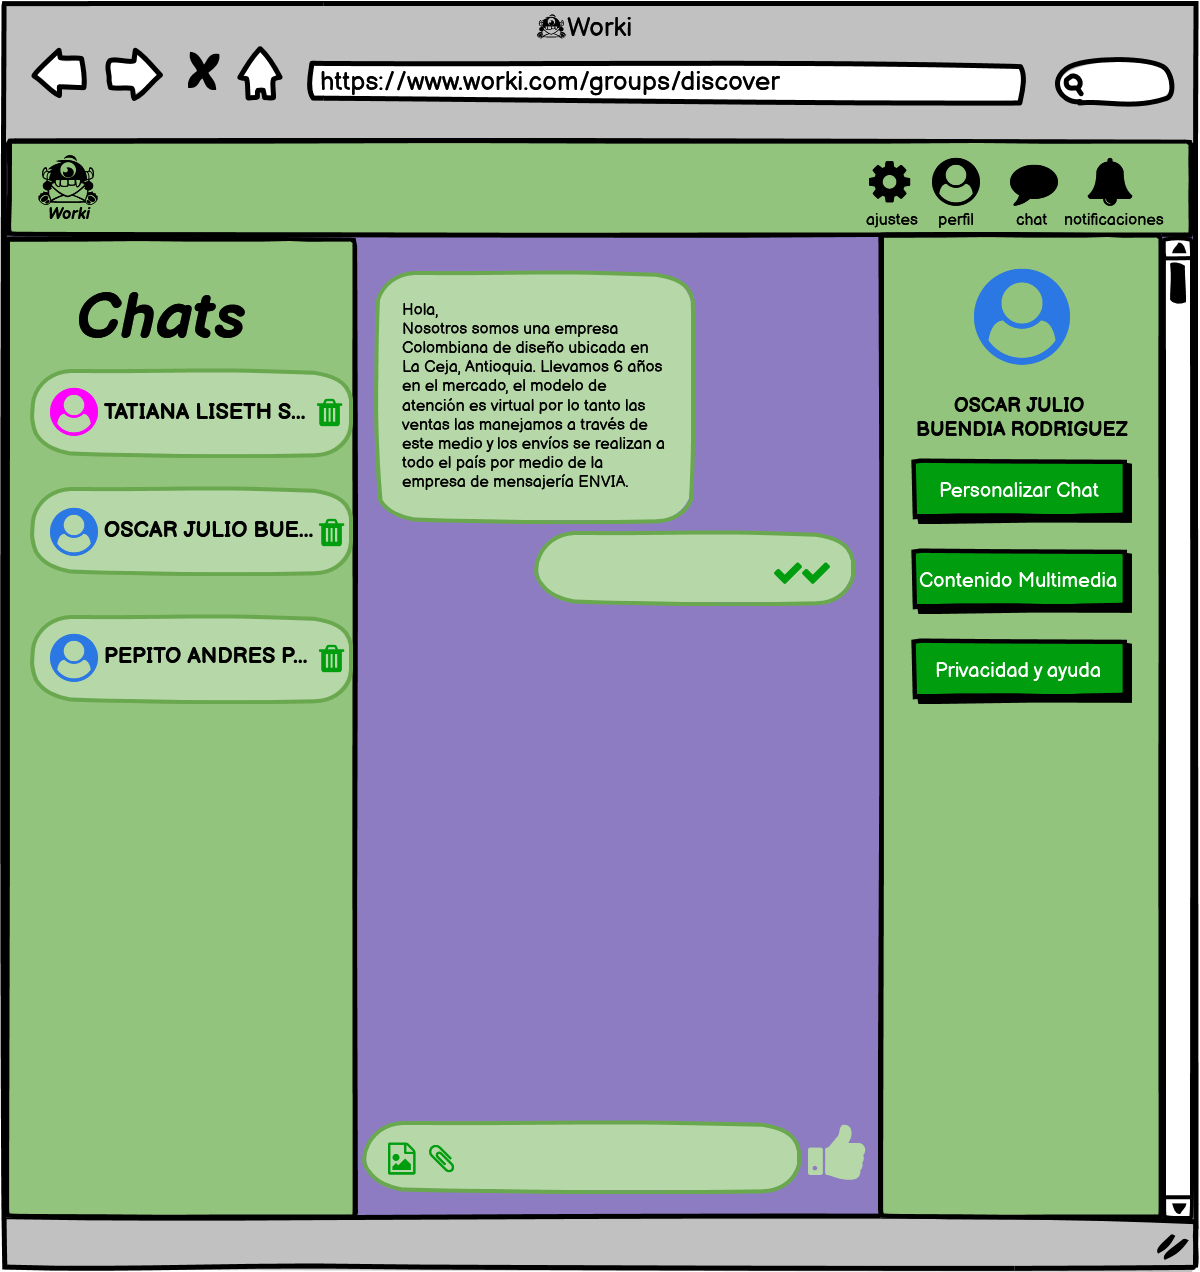 Worki
https://www.worki.com/groups/discover
Worki
ajustes
perfil
chat
notificaciones
Chats
TATIANA LISETH S...
OSCAR JULIO BUE...
PEPITO ANDRES P...
Hola,
Nosotros somos una empresa
Colombiana de diseño ubicada en
La Ceja, Antioquia. Llevamos 6 años
en el mercado, el modelo de
atención es virtual por lo tanto las
ventas las manejamos a través de
este medio y los envíos se realizan a
todo el país por medio de la
empresa de mensajería ENVIA.
OSCAR JULIO
BUENDIA RODRIGUEZ
Personalizar Chat
Contenido Multimedia
Privacidad y ayuda